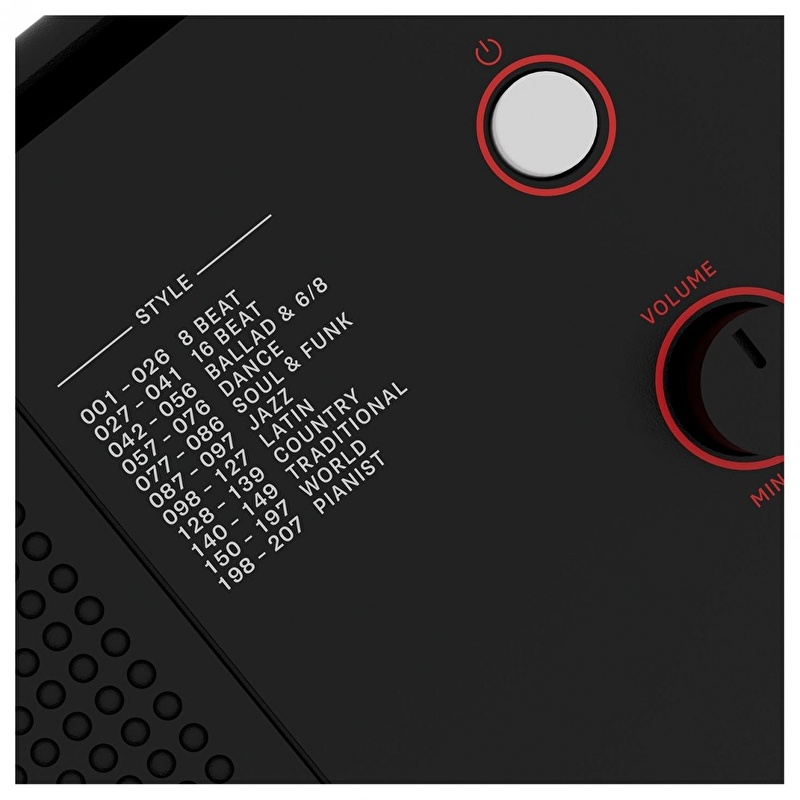 STYLE
001 - 026 8 BEAT
027 - 041 16 BEAT
042 - 056 BALLAD & 6/8
057 - 076 DANCE
077 - 086 SOUL & FUNK
087 - 097 JAZZ
098 - 127 LATIN
128 - 139 COUNTRY
140 - 149 TRADITIONAL
150 - 197 WORLD
198 - 207 PIANIST
VOLUME
MIN